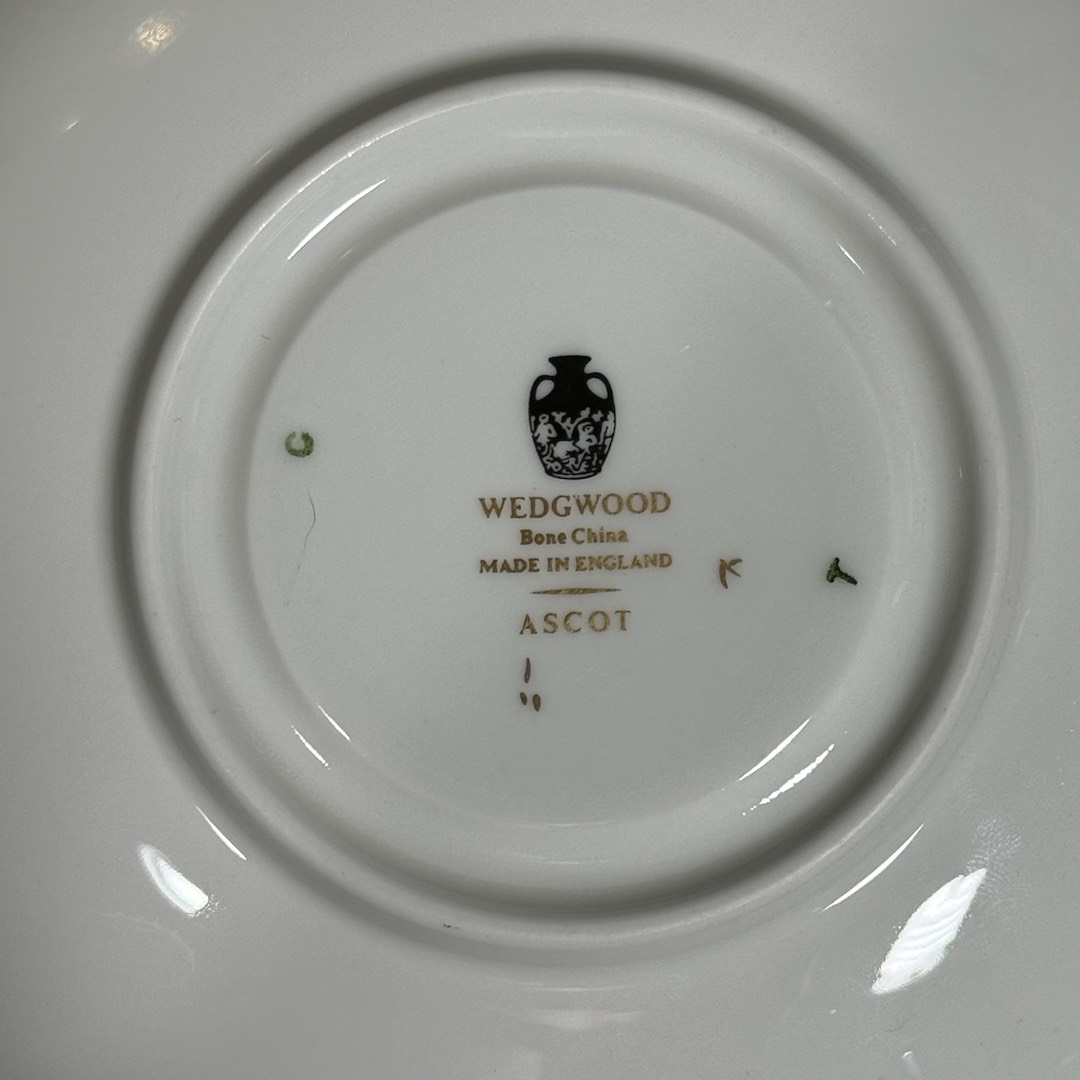 WEDGWOOD
Bone China
MADE IN ENGLAND
K
T
ASCOT